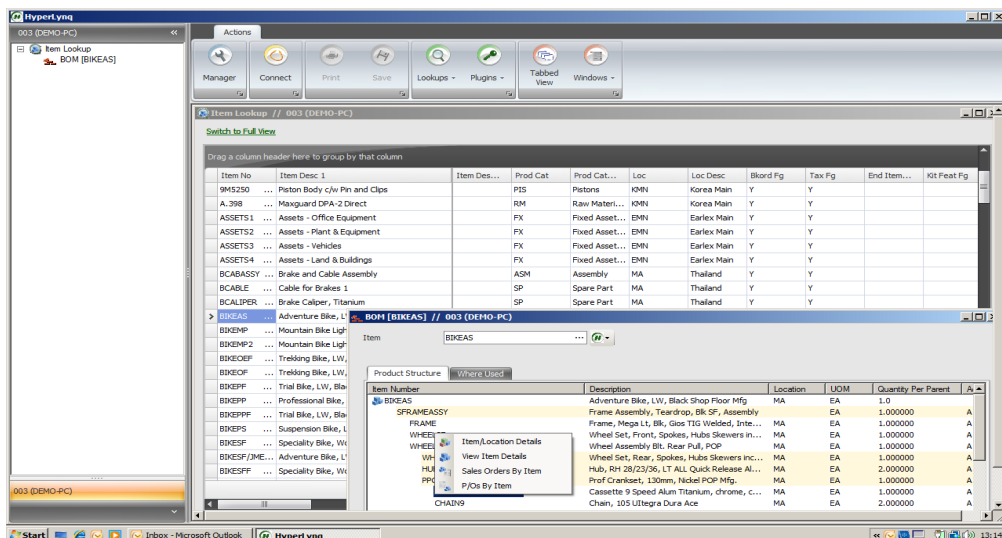 HyperLynq
003 (DEMO-PC) «
Item Lookup
BOM [BIKEAS]
Actions
Manager Connect Print Save Lookups Plugins Tabbed View Windows
Item Lookup // 003 (DEMO-PC)
Switch to Full View
Drag a column header here to group by that column
Item No Item Desc 1 Item Des... Prod Cat Prod Cat... Loc Loc Desc Bkord Fg Tax Fg End Item... Kit Feat Fg
9M5250 ... Piston Body c/w Pin and Clips PIS Pistons KMN Korea Main Y Y
A.398 ... Maxguard DPA-2 Direct RM Raw Materi... KMN Korea Main Y Y
ASSETS1 ... Assets - Office Equipment FX Fixed Asset... EMN Earlex Main Y Y
ASSETS2 ... Assets - Plant & Equipment FX Fixed Asset... EMN Earlex Main Y Y
ASSETS3 ... Assets - Vehicles FX Fixed Asset... EMN Earlex Main Y Y
ASSETS4 ... Assets - Land & Buildings FX Fixed Asset... EMN Earlex Main Y Y
BCABASSY ... Brake and Cable Assembly ASM Assembly MA Thailand Y Y
BCABLE ... Cable for Brakes 1 SP Spare Part MA Thailand Y Y
BCALIPER ... Brake Caliper, Titanium SP Spare Part MA Thailand Y Y
BIKEAS ... Adventure Bike, L
BIKEMP ... Mountain Bike Ligh
BIKEMP2 ... Mountain Bike Ligh
BIKEOEF ... Trekking Bike, LW,
BIKEOF ... Trekking Bike, LW,
BIKEPF ... Trial Bike, LW, Bla
BIKEPP ... Professional Bike,
BIKEPPF ... Trial Bike, LW, Bla
BIKEPS ... Suspension Bike, L
BIKESF ... Speciality Bike, Wo
BIKESF/JME... Adventure Bike, L
BIKESFF ... Speciality Bike, Wo
BOM [BIKEAS] // 003 (DEMO-PC)
Item BIKEAS ...
Product Structure Where Used
Item Number Description Location UOM Quantity Per Parent A
BIKEAS Adventure Bike, LW, Black Shop Floor Mfg MA EA 1.0
SFRAMEASSY Frame Assembly, Teardrop, Blk SF, Assembly EA 1.000000 A
FRAME Frame, Mega Lt, Blk, Gios TIG Welded, Inte... MA EA 1.000000 A
WHEEL Wheel Set, Front, Spokes, Hubs Skewers in... MA EA 1.000000 A
WHEEL Wheel Assembly Blt. Rear Pull, POP MA EA 1.000000 A
WH Wheel Set, Rear, Spokes, Hubs Skewers inc... MA EA 1.000000 A
HU Hub, RH 28/23/36, LT ALL Quick Release Al... MA EA 2.000000 A
PPC Prof Crankset, 130mm, Nickel POP Mfg. MA EA 1.000000 A
Cassette 9 Speed Alum Titanium, chrome, c... MA EA 1.000000 A
CHAIN9 Chain, 105 Ultegra Dura Ace MA EA 2.000000 A
Item/Location Details
View Item Details
Sales Orders By Item
P/Os By Item
003 (DEMO-PC)
Start Inbox - Microsoft Outlook HyperLynq « 13:14